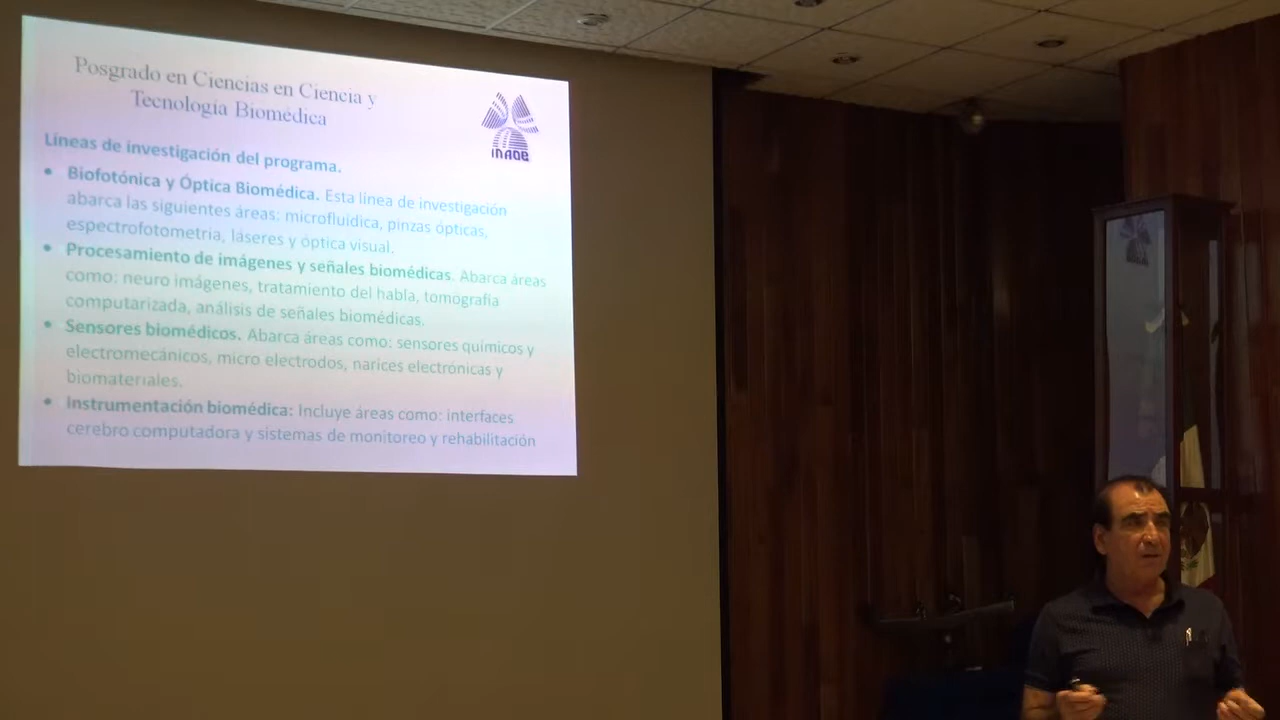 Posgrado en Ciencias en Ciencia y
Tecnología Biomédica
INAOE
Líneas de investigación del programa.
• Biofotónica y Óptica Biomédica. Esta línea de investigación
abarca las siguientes áreas: microfluidica, pinzas ópticas,
espectrofotometría, láseres y óptica visual.
• Procesamiento de imágenes y señales biomédicas. Abarca áreas
como: neuro imágenes, tratamiento del habla, tomografía
computarizada, análisis de señales biomédicas.
• Sensores biomédicos. Abarca áreas como: sensores químicos y
electromecánicos, micro electrodos, narices electrónicas y
biomateriales.
• Instrumentación biomédica: Incluye áreas como: interfaces
cerebro computadora y sistemas de monitoreo y rehabilitación